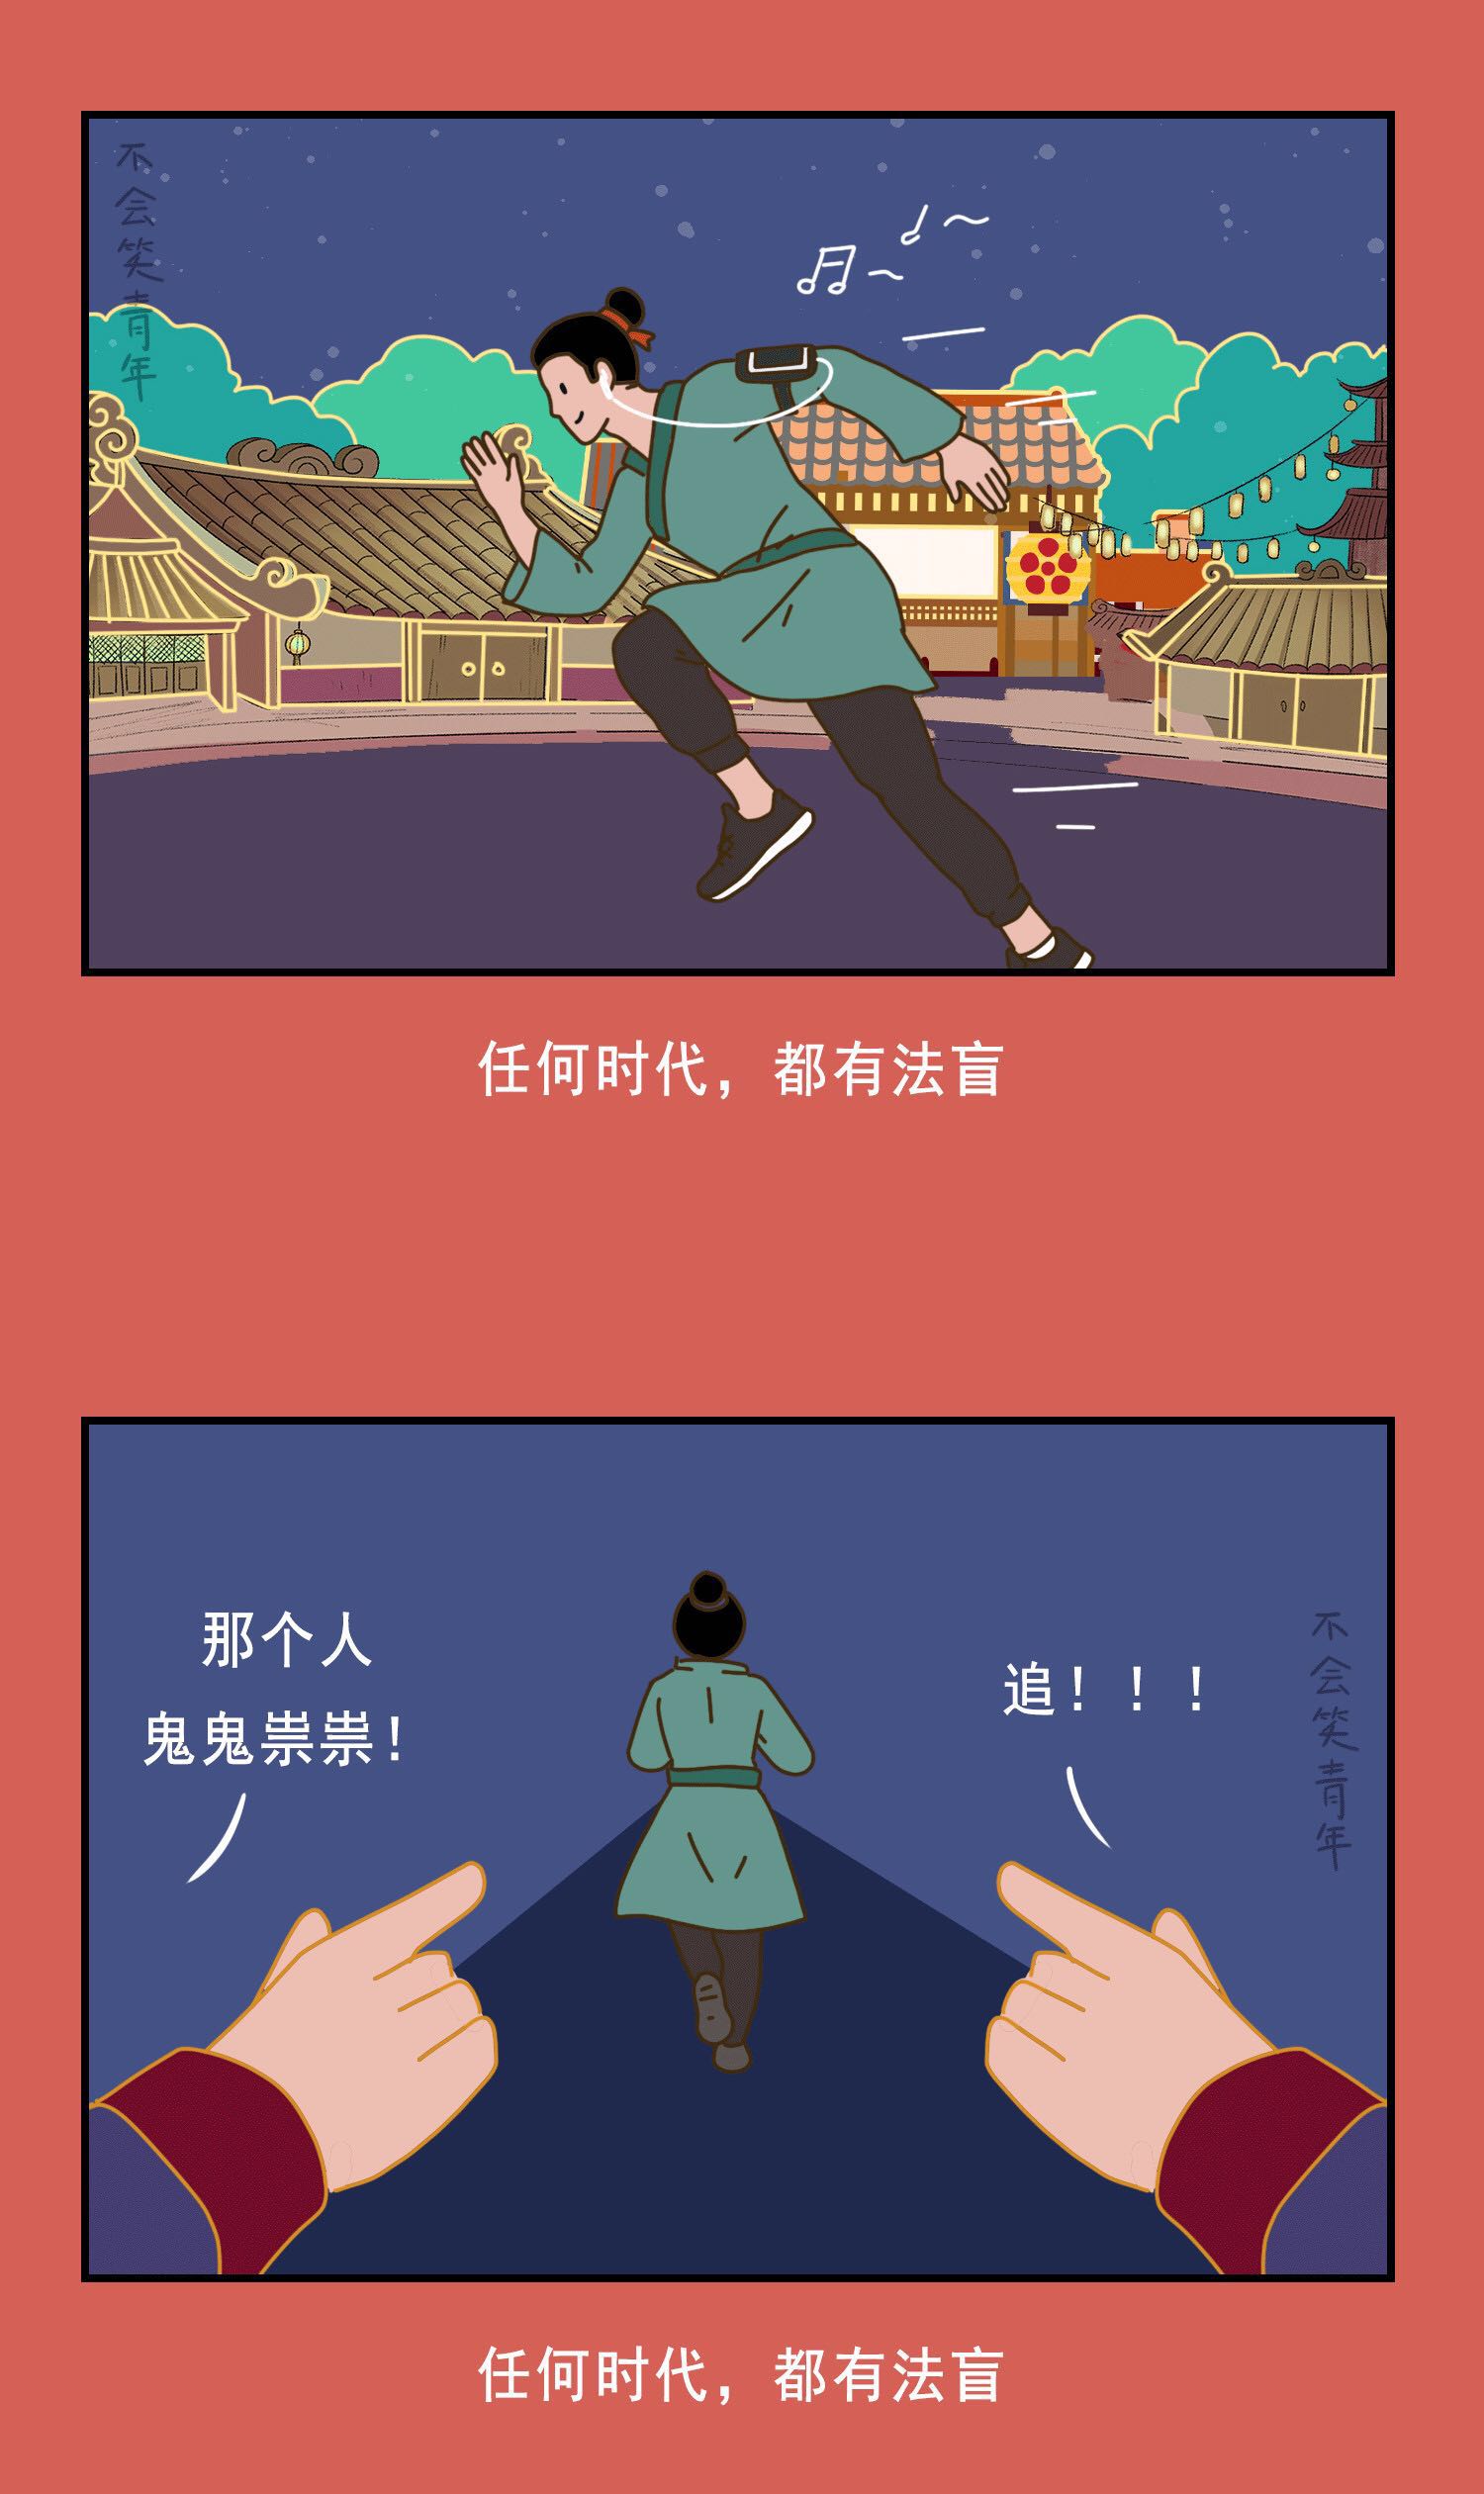 不会笑青年
任何时代，都有法盲
那个人
鬼鬼祟祟！
追！！！
不会笑青年
任何时代，都有法盲